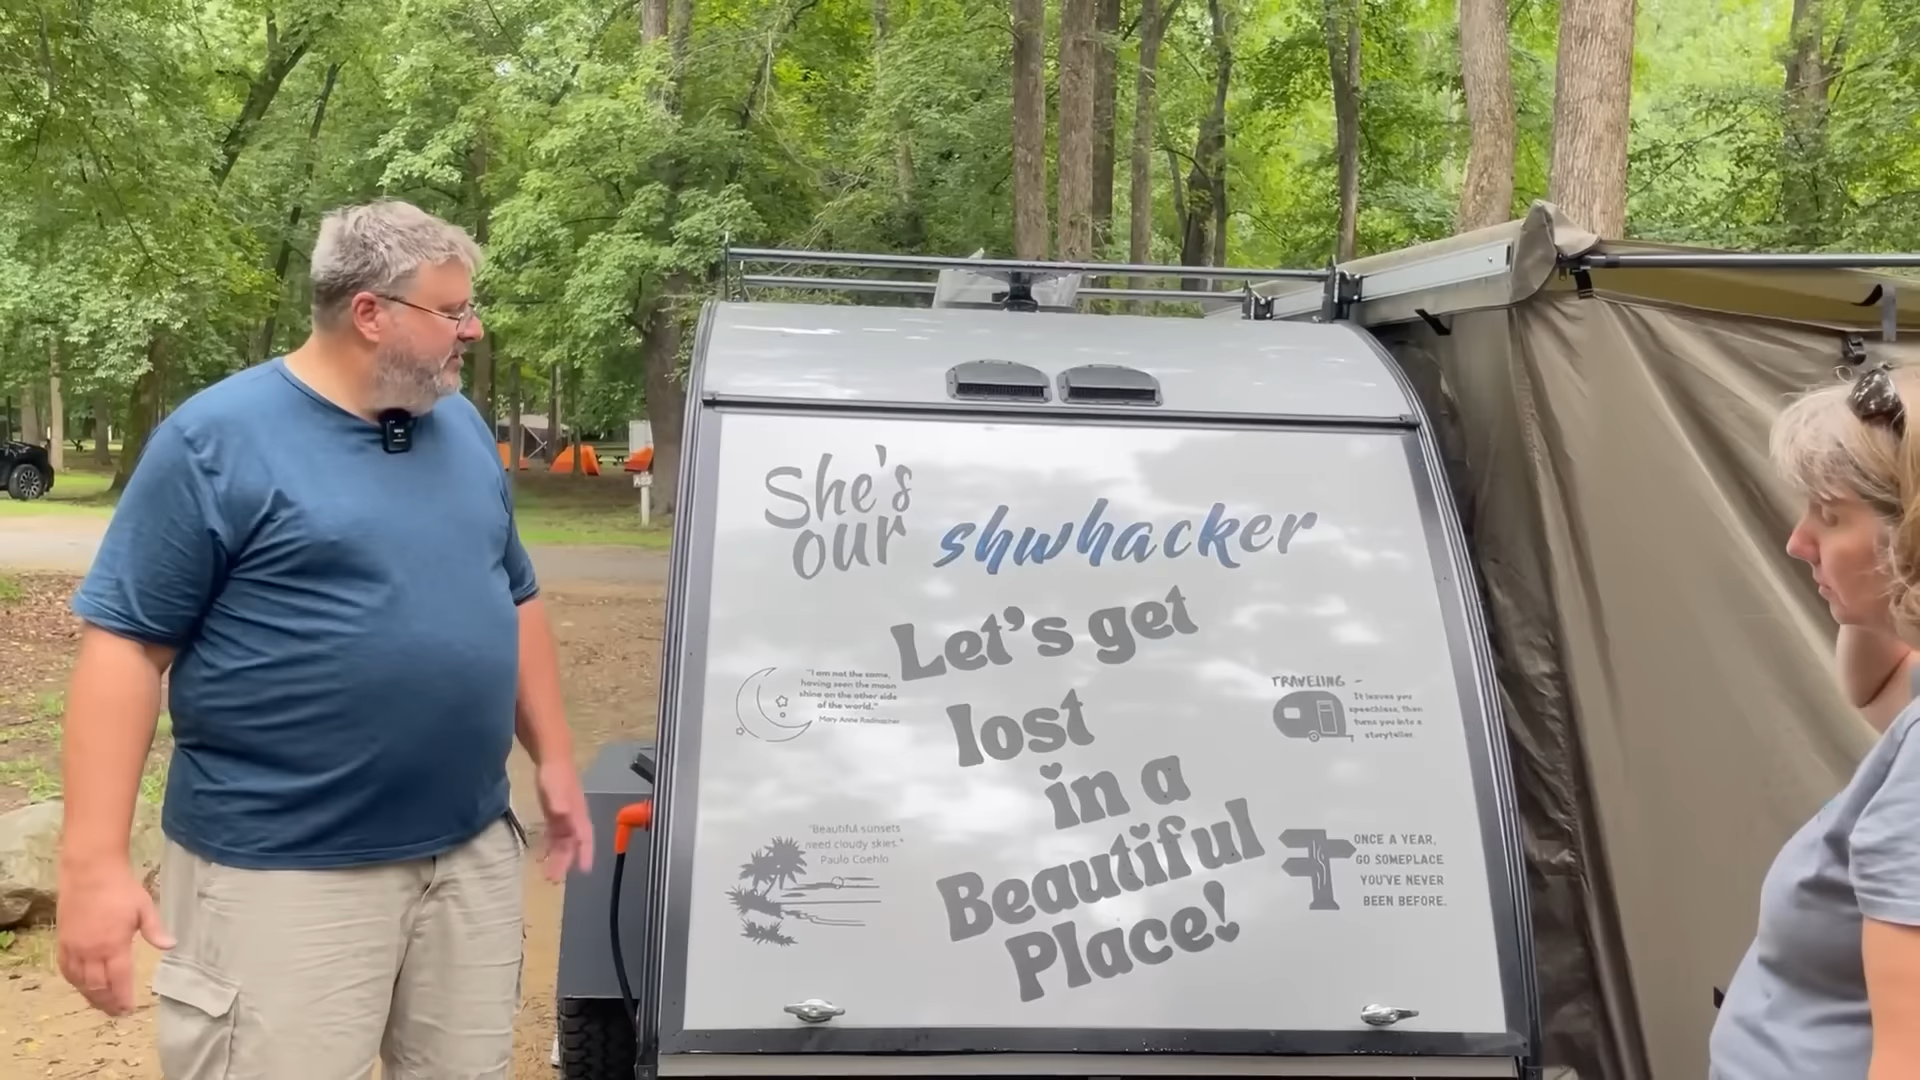 She's
our shwhacker
Let's get
lost
in a
Beautiful
Place!
"I am not the same,
having seen the moon
shine on the other side
of the world."
Mary Anne Radmacher
TRAVELING -
It leaves you
speechless, then
turns you into a
storyteller.
"Beautiful sunsets
need cloudy skies."
Paulo Coehlo
ONCE A YEAR,
GO SOMEPLACE
YOU'VE NEVER
BEEN BEFORE.